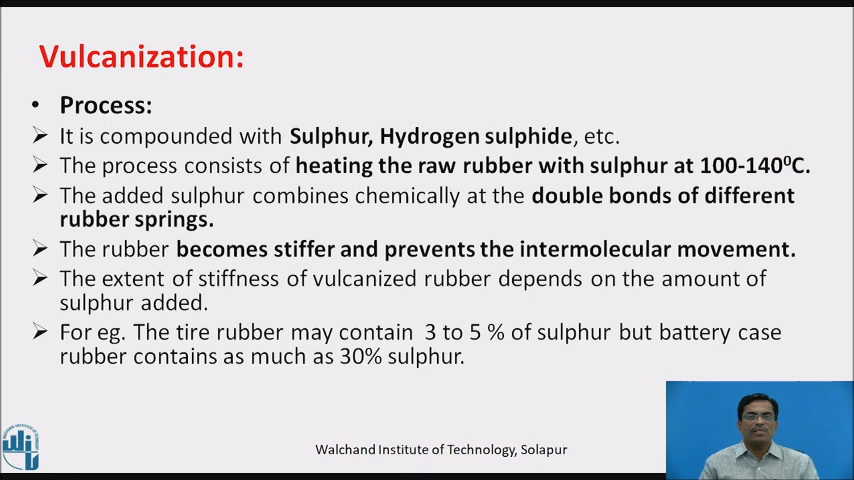 Vulcanization:
• Process:
➢ It is compounded with Sulphur, Hydrogen sulphide, etc.
➢ The process consists of heating the raw rubber with sulphur at 100-140⁰C.
➢ The added sulphur combines chemically at the double bonds of different
rubber springs.
➢ The rubber becomes stiffer and prevents the intermolecular movement.
➢ The extent of stiffness of vulcanized rubber depends on the amount of
sulphur added.
➢ For eg. The tire rubber may contain 3 to 5 % of sulphur but battery case
rubber contains as much as 30% sulphur.
Walchand Institute of Technology, Solapur